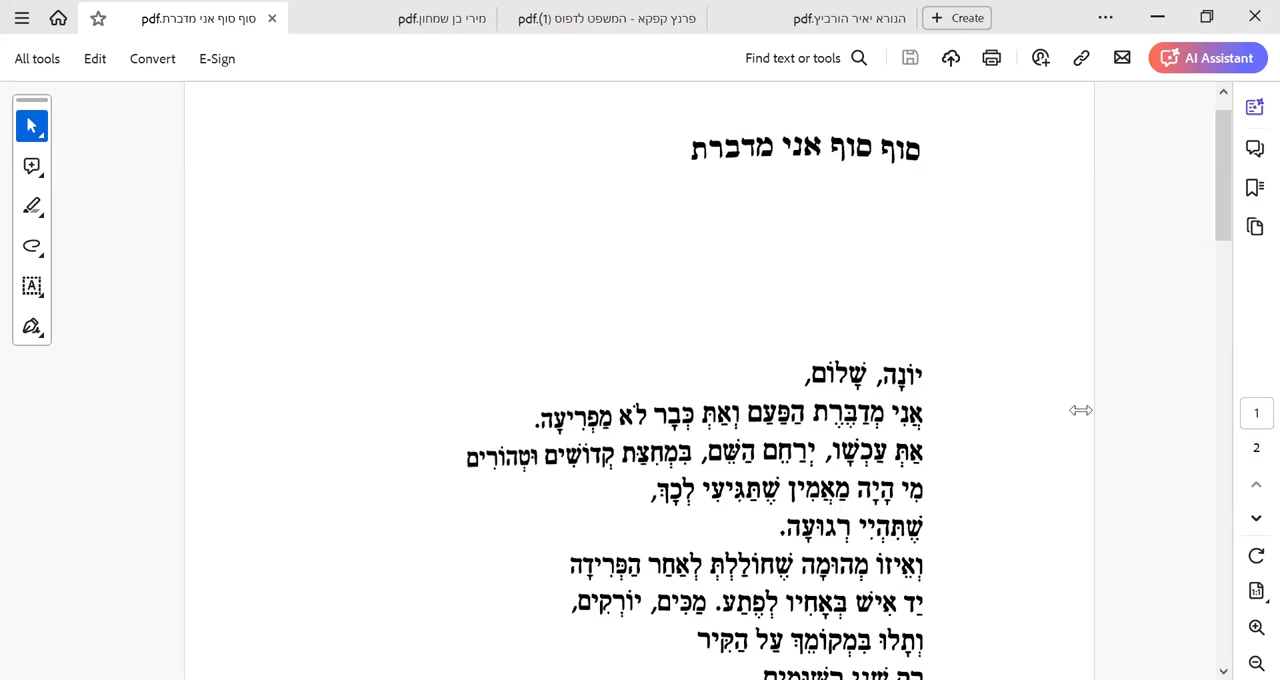 סוף סוף אני מדברת.pdf
מירי בן שמחון.pdf
פרנץ קפקא - המשפט לדפוס (1).pdf
הנורא יאיר הורביץ.pdf
+ Create
All tools
Edit
Convert
E-Sign
Find text or tools
AI Assistant
סוף סוף אני מדברת
יוֹנָה, שָׁלוֹם,
אֲנִי מְדַבֶּרֶת הַפַּעַם וְאַתְּ כְּבָר לֹא מַפְרִיעָה.
אַתְּ עַכְשָׁו, יְרַחֵם הַשֵּׁם, בִּמְחִצַּת קְדוֹשִׁים וּטְהוֹרִים
מִי הָיָה מַאֲמִין שֶׁתַּגִּיעִי לְכָךְ,
שֶׁתִּהְיִי רְגוּעָה.
וְאֵיזוֹ מְהוּמָה שֶׁחוֹלַלְתְּ לְאַחַר הַפְּרִידָה
יַד אִישׁ בְּאָחִיו לְפֶתַע. מַכִּים, יוֹרְקִים,
וְתָלוּ בִּמְקוֹמֵךְ עַל הַקִּיר
1
2